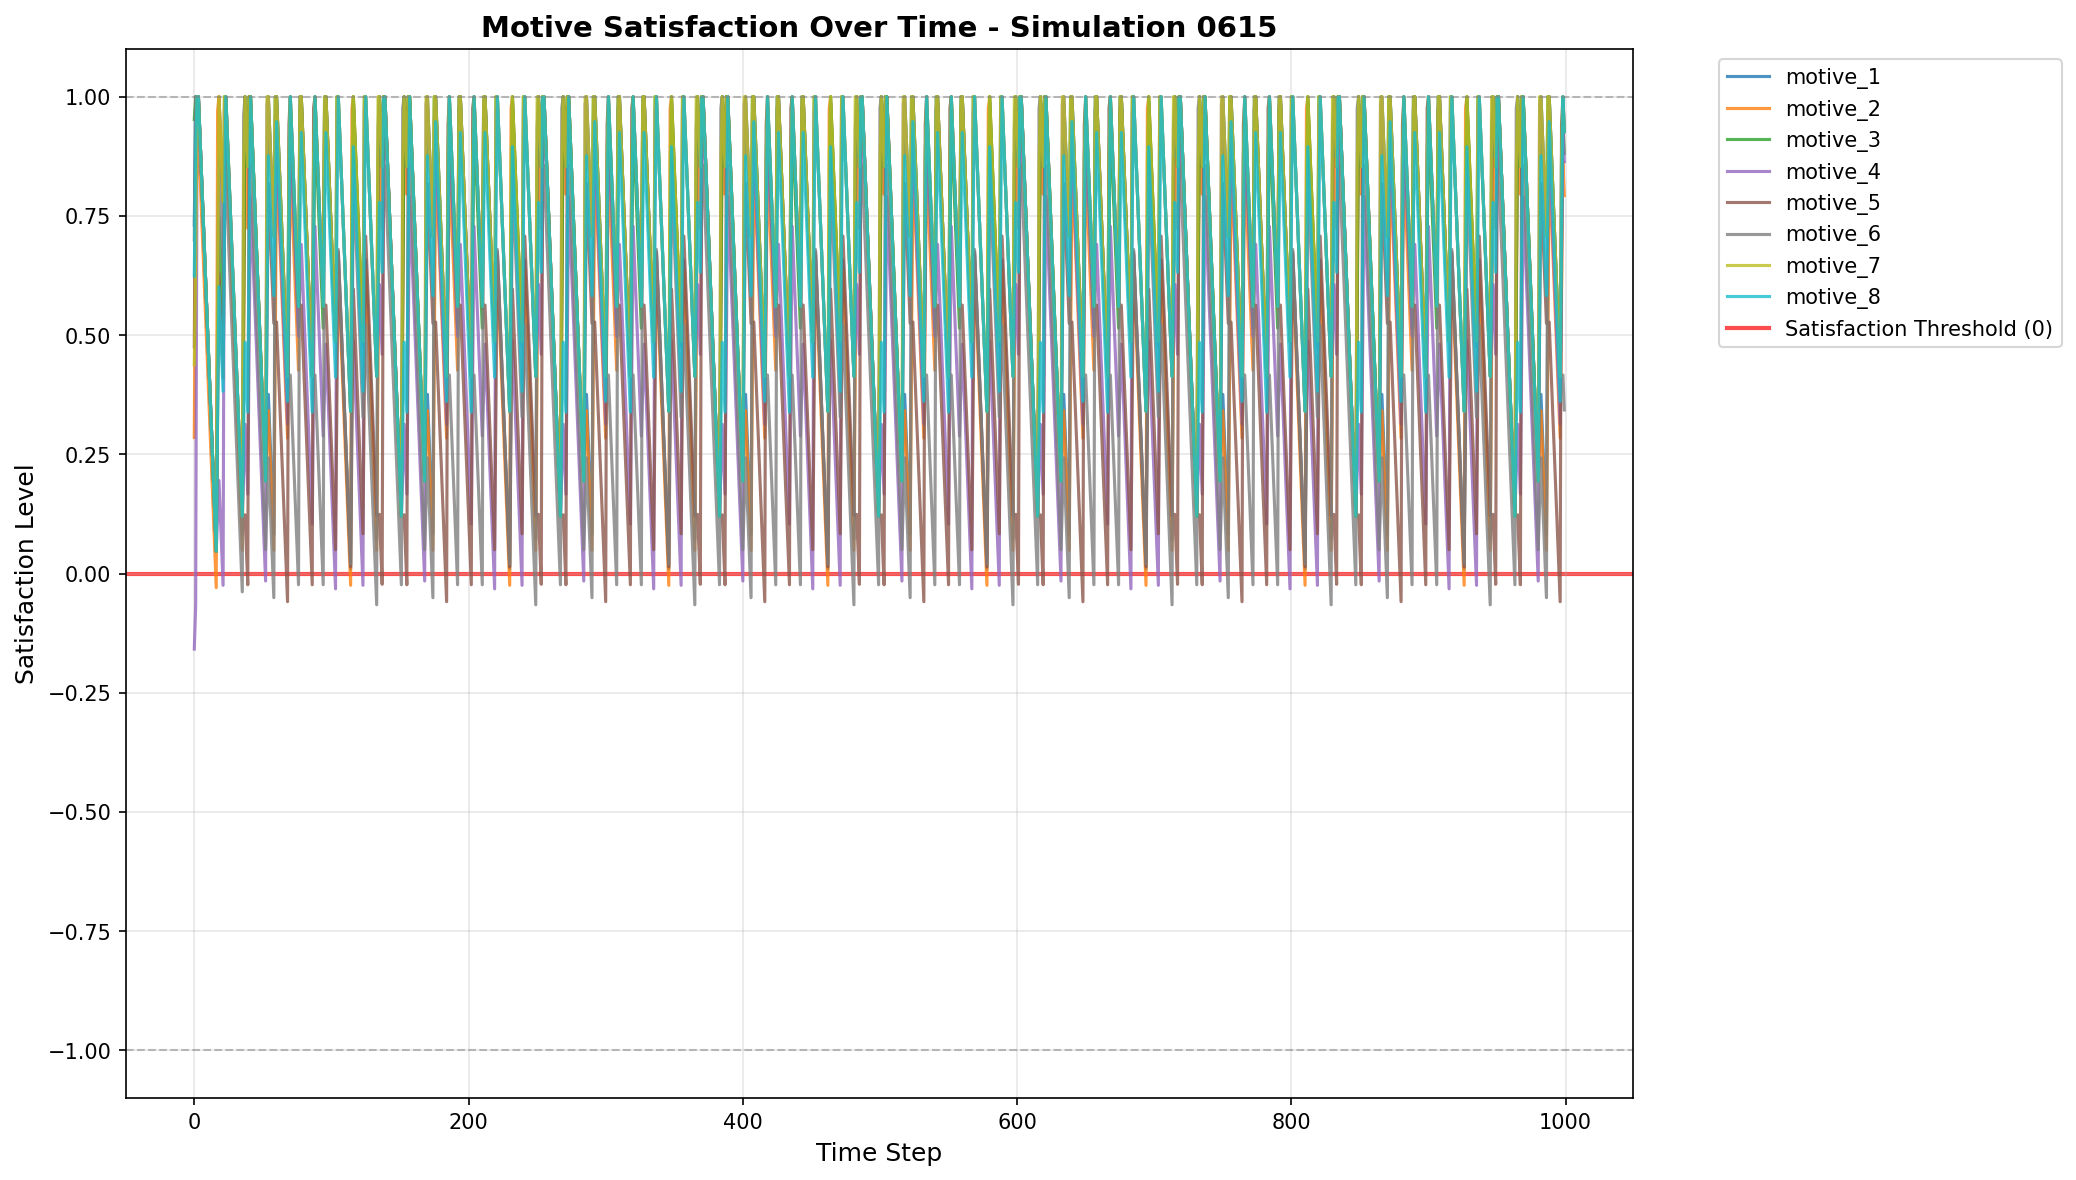 Motive Satisfaction Over Time - Simulation 0615
1.00
0.75
0.50
0.25
0.00
−0.25
−0.50
−0.75
−1.00
Satisfaction Level
0
200
400
600
800
1000
Time Step
motive_1
motive_2
motive_3
motive_4
motive_5
motive_6
motive_7
motive_8
Satisfaction Threshold (0)